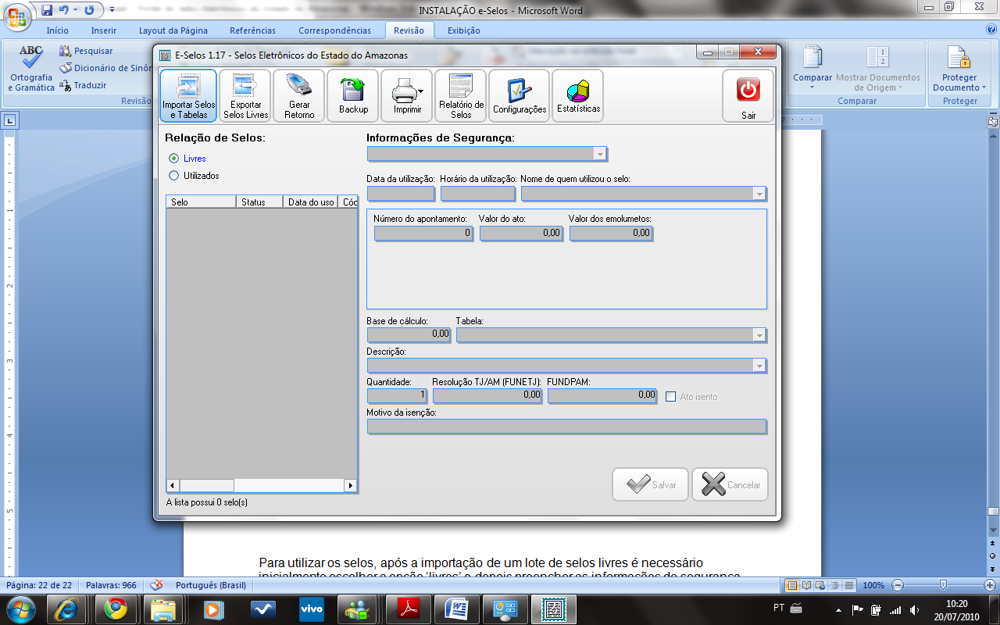 INSTALAÇÃO e-Selos - Microsoft Word
Início Inserir Layout da Página Referências Correspondências Revisão Exibição
ABC
Ortografia
e Gramática
Pesquisar
Dicionário de Sinôn
Traduzir
Revisão
Comparar
Mostrar Documentos
de Origem
Comparar
Proteger
Documento
Proteger
E-Selos 1.17 - Selos Eletrônicos do Estado do Amazonas
Importar Selos
e Tabelas
Exportar
Selos Livres
Gerar
Retorno
Backup
Imprimir
Relatório de
Selos
Configurações
Estatísticas
Sair
Relação de Selos:
Livres
Utilizados
Selo Status Data do uso Cóc
A lista possui 0 selo(s)
Informações de Segurança:
Data da utilização: Horário da utilização: Nome de quem utilizou o selo:
Número do apontamento: Valor do ato: Valor dos emolumetos:
0 0,00 0,00
Base de cálculo: Tabela:
0,00
Descrição:
Quantidade: Resolução TJ/AM (FUNETJ): FUNDPAM:
1 0,00 0,00 Ato isento
Motivo da isenção:
Salvar Cancelar
Para utilizar os selos, após a importação de um lote de selos livres é necessário
inicialmente escolher a opção ‘livres’ e depois preencher as informações de segurança
Página: 22 de 22 Palavras: 966 Português (Brasil) 100%
vivo
PT
10:20
20/07/2010